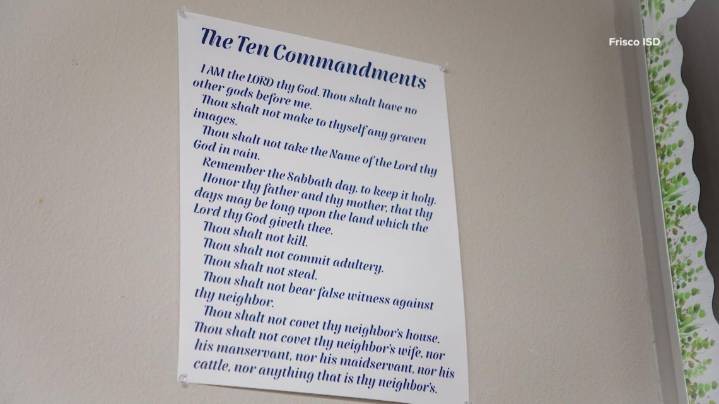 Frisco ISD
The Ten Commandments
I AM the LORD thy God. Thou shalt have no
other gods before me.
Thou shalt not make to thyself any graven
images.
Thou shalt not take the Name of the Lord thy
God in vain.
Remember the Sabbath day, to keep it holy.
Honor thy father and thy mother, that thy
days may be long upon the land which the
Lord thy God giveth thee.
Thou shalt not kill.
Thou shalt not commit adultery.
Thou shalt not steal.
Thou shalt not bear false witness against
thy neighbor.
Thou shalt not covet thy neighbor's house.
Thou shalt not covet thy neighbor's wife, nor
his manservant, nor his maidservant, nor his
cattle, nor anything that is thy neighbor's.